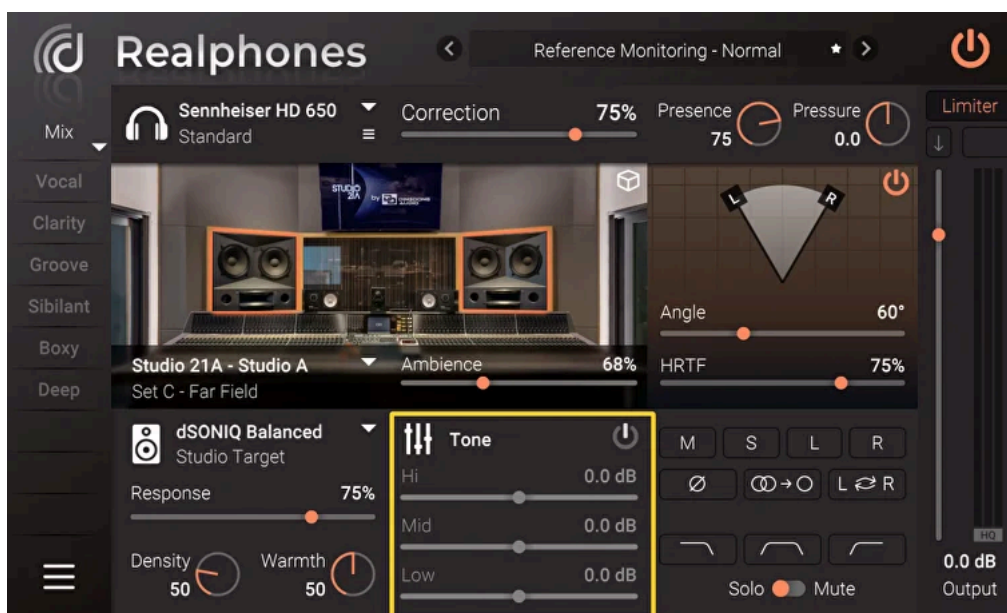 Realphones
Reference Monitoring - Normal
Mix
Vocal
Clarity
Groove
Sibilant
Boxy
Deep
Sennheiser HD 650
Standard
Correction 75%
Presence
75
Pressure
0.0
Limiter
STUDIO
21A
by
L
R
Angle 60°
HRTF 75%
Studio 21A - Studio A
Set C - Far Field
Ambience 68%
dSONIQ Balanced
Studio Target
Response 75%
Density
50
Warmth
50
Tone
Hi 0.0 dB
Mid 0.0 dB
Low 0.0 dB
M S L R
Ø L R
Solo Mute
HQ
0.0 dB
Output